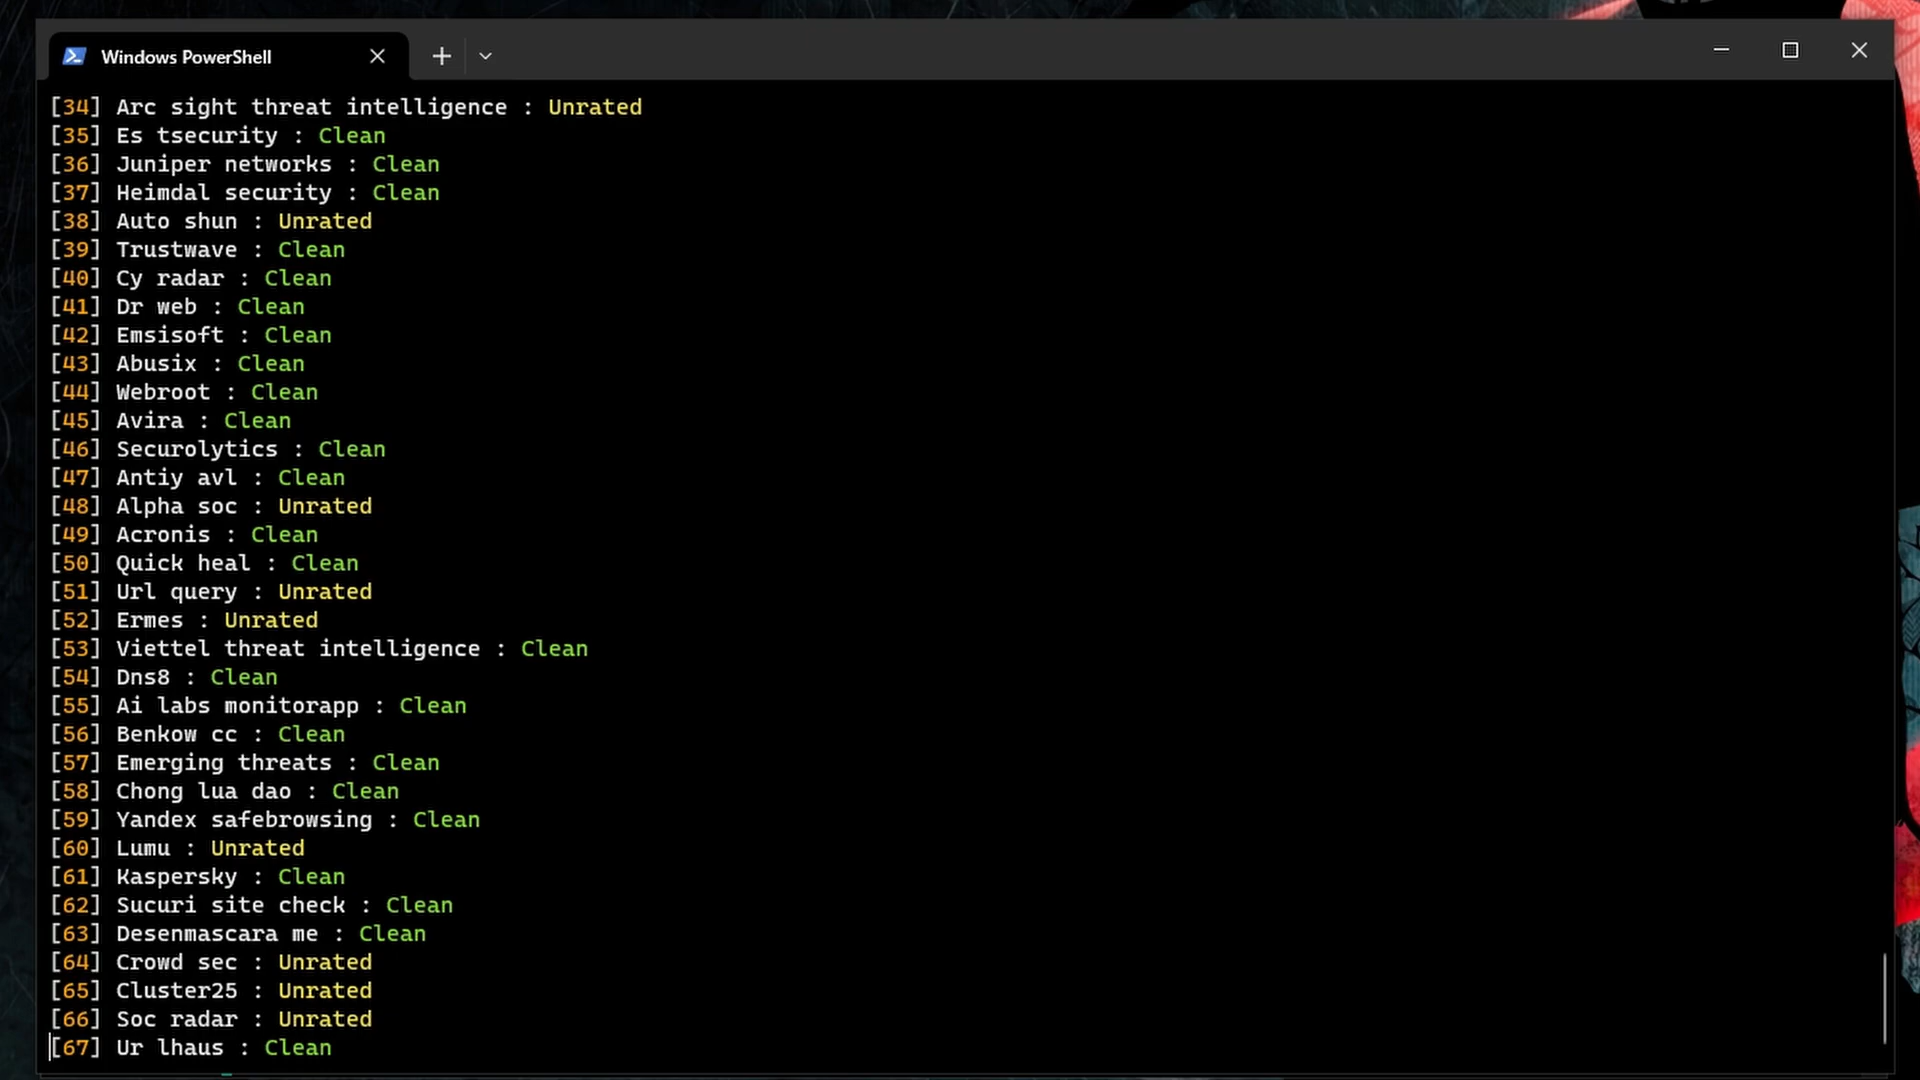 Windows PowerShell
[34] Arc sight threat intelligence : Unrated
[35] Es tsecurity : Clean
[36] Juniper networks : Clean
[37] Heimdal security : Clean
[38] Auto shun : Unrated
[39] Trustwave : Clean
[40] Cy radar : Clean
[41] Dr web : Clean
[42] Emsisoft : Clean
[43] Abusix : Clean
[44] Webroot : Clean
[45] Avira : Clean
[46] Securolytics : Clean
[47] Antiy avl : Clean
[48] Alpha soc : Unrated
[49] Acronis : Clean
[50] Quick heal : Clean
[51] Url query : Unrated
[52] Ermes : Unrated
[53] Viettel threat intelligence : Clean
[54] Dns8 : Clean
[55] Ai labs monitorapp : Clean
[56] Benkow cc : Clean
[57] Emerging threats : Clean
[58] Chong lua dao : Clean
[59] Yandex safebrowsing : Clean
[60] Lumu : Unrated
[61] Kaspersky : Clean
[62] Sucuri site check : Clean
[63] Desenmascara me : Clean
[64] Crowd sec : Unrated
[65] Cluster25 : Unrated
[66] Soc radar : Unrated
[67] Ur lhaus : Clean